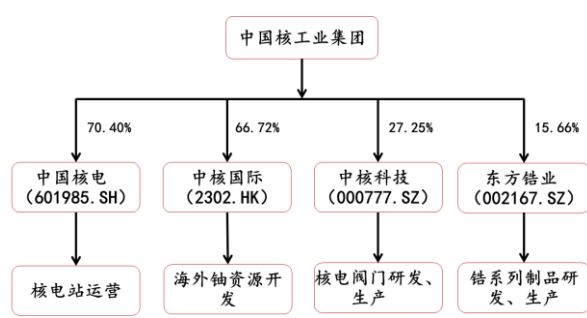 中国核工业集团
70.40%
66.72%
27.25%
15.66%
中国核电
（601985.SH）
中核国际
（2302.HK）
中核科技
（000777.SZ）
东方锆业
（002167.SZ）
核电站运营
海外铀资源开
发
核电阀门研发、
生产
锆系列制品研
发、生产